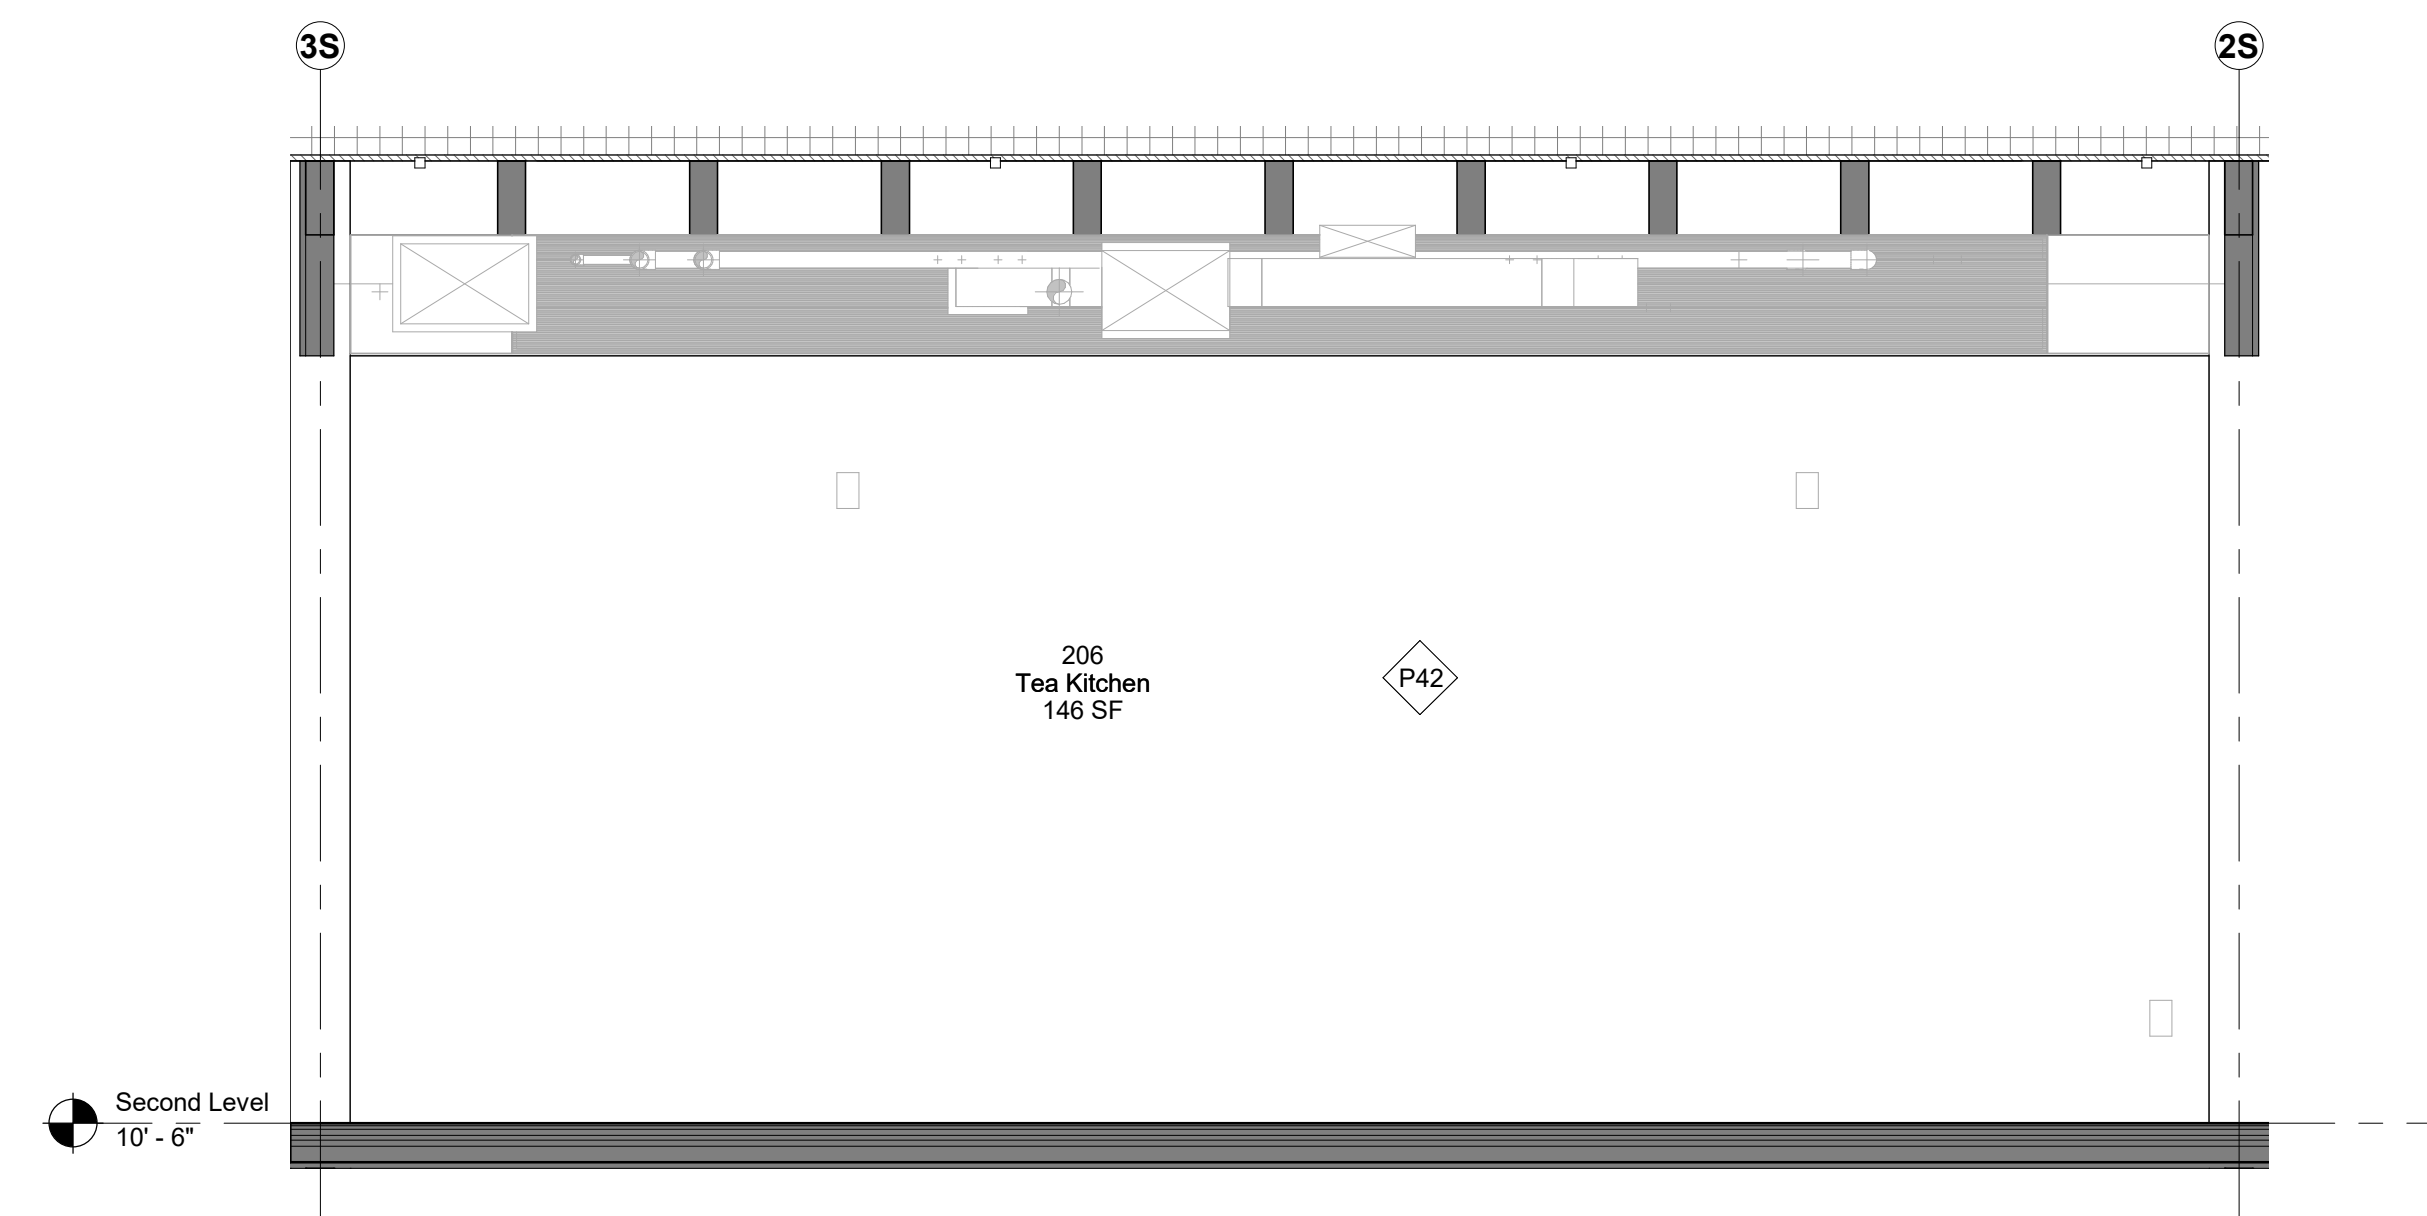 3S
2S
206
Tea Kitchen
146 SF
P42
Second Level
10' - 6"